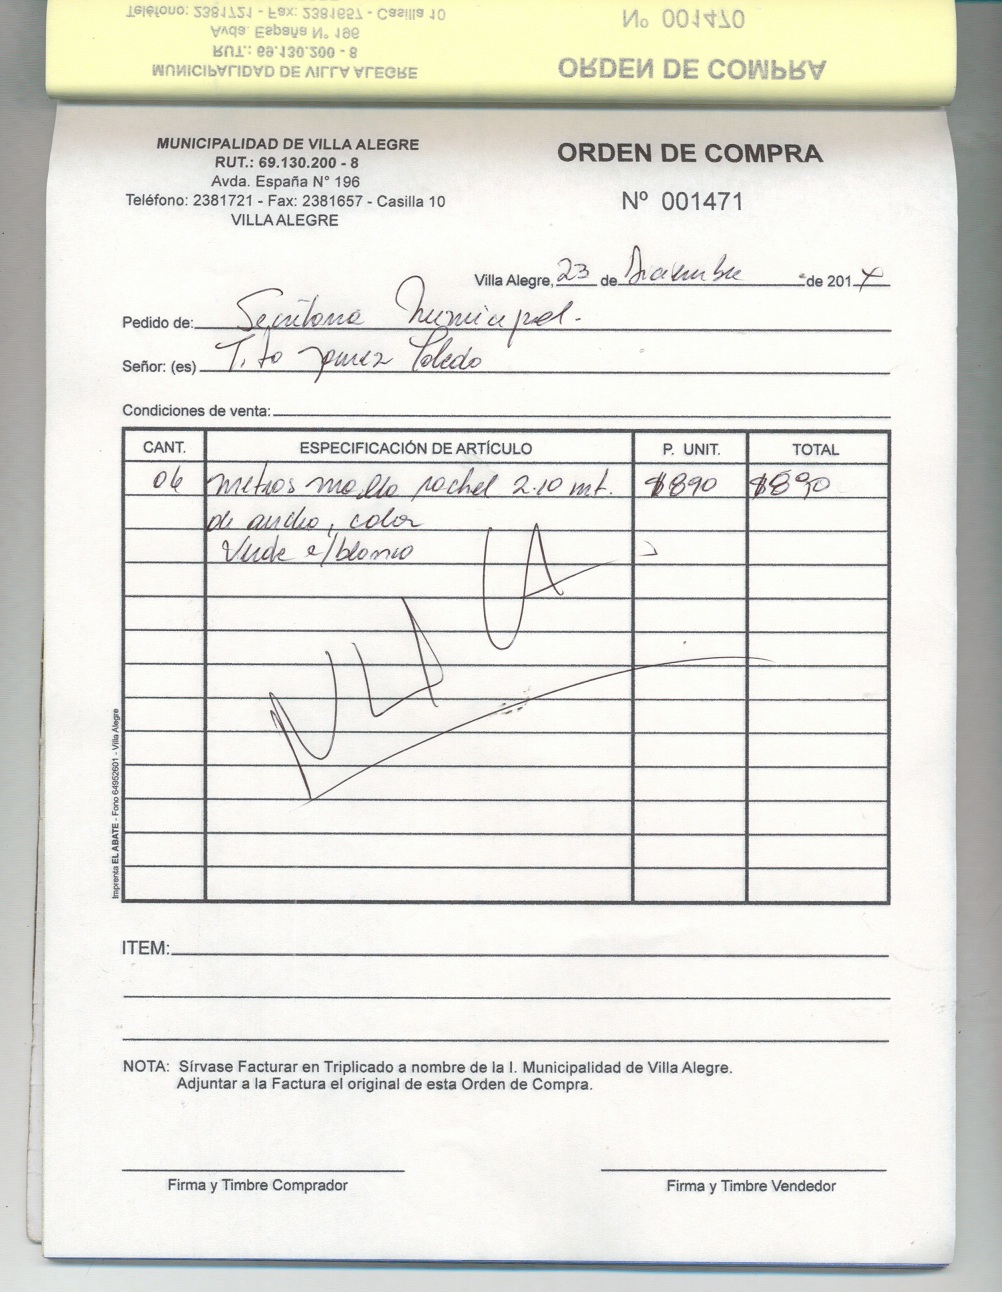 Teléfono: 2381721 - Fax: 2381657 - Casilla 10
Avda. España N° 196
RUT.: 69.130.200 - 8
MUNICIPALIDAD DE VILLA ALEGRE
Nº 001470
ORDEN DE COMPRA
MUNICIPALIDAD DE VILLA ALEGRE
RUT.: 69.130.200 - 8
Avda. España N° 196
Teléfono: 2381721 - Fax: 2381657 - Casilla 10
VILLA ALEGRE
ORDEN DE COMPRA
Nº 001471
Villa Alegre, 23 de Diciembre de 2014
Pedido de: Secretaria Municipal.
Señor: (es) Tito Toledo
Condiciones de venta:
CANT. ESPECIFICACIÓN DE ARTÍCULO P. UNIT. TOTAL
06 metros malla rachel 2.10 mt. $890 $890
de ancho, color
Verde c/blanco
NULA
Imprenta EL ABATE - Fono 64952601 - Villa Alegre
ITEM:
NOTA: Sírvase Facturar en Triplicado a nombre de la I. Municipalidad de Villa Alegre.
Adjuntar a la Factura el original de esta Orden de Compra.
Firma y Timbre Comprador
Firma y Timbre Vendedor